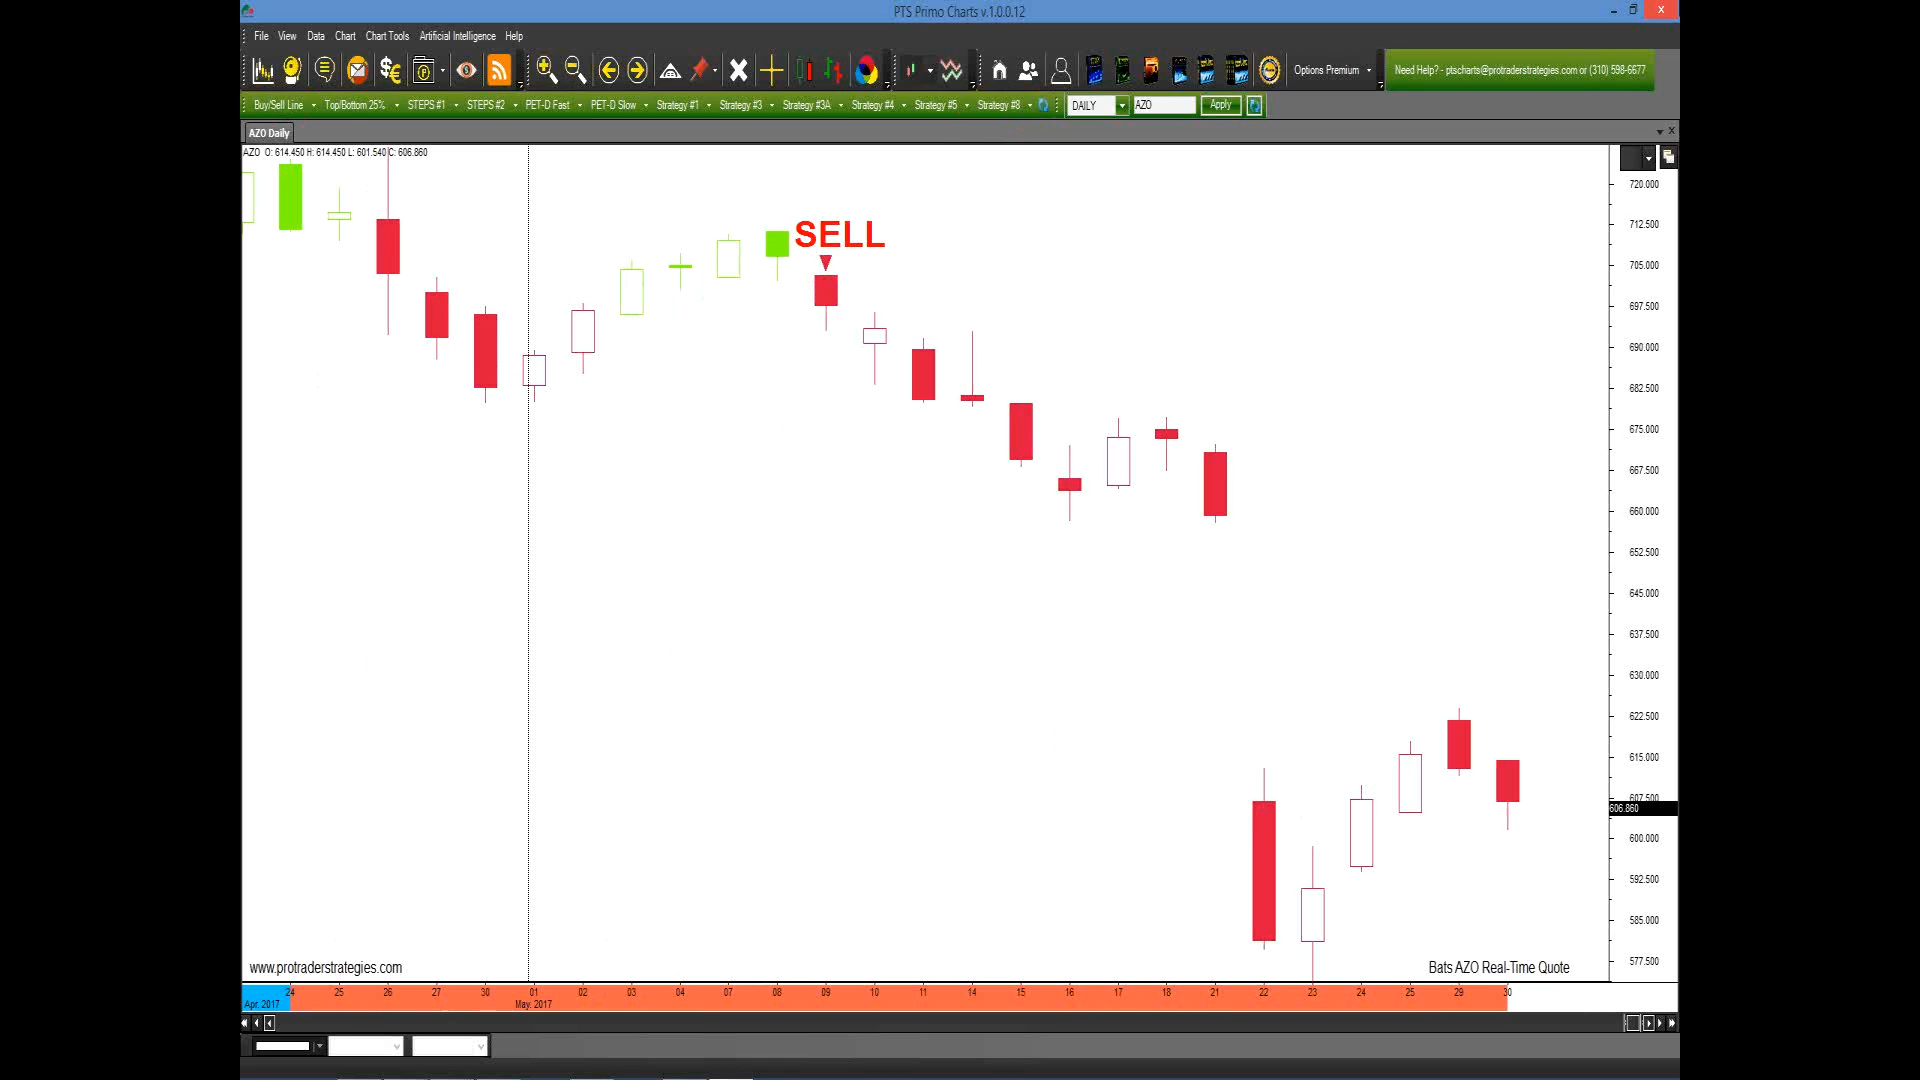 PTS Primo Charts v.1.0.0.12
File View Data Chart Chart Tools Artificial Intelligence Help
Options Premium
Need Help? - ptscharts@protraderstrategies.com or (310) 598-6677
Buy/Sell Line Top/Bottom 25% STEPS #1 STEPS #2 PET-D Fast PET-D Slow Strategy #1 Strategy #3 Strategy #3A Strategy #4 Strategy #5 Strategy #8 DAILY AZO Apply
AZO Daily
AZO O: 614.450 H: 614.450 L: 601.540 C: 606.860
720.000
712.500
SELL
705.000
697.500
690.000
682.500
675.000
667.500
660.000
652.500
645.000
637.500
630.000
622.500
615.000
607.500
606.860
600.000
592.500
585.000
577.500
www.protraderstrategies.com
Bats AZO Real-Time Quote
24 25 26 27 30 01 02 03 04 07 08 09 10 11 14 15 16 17 18 21 22 23 24 25 29 30
Apr. 2017 May. 2017